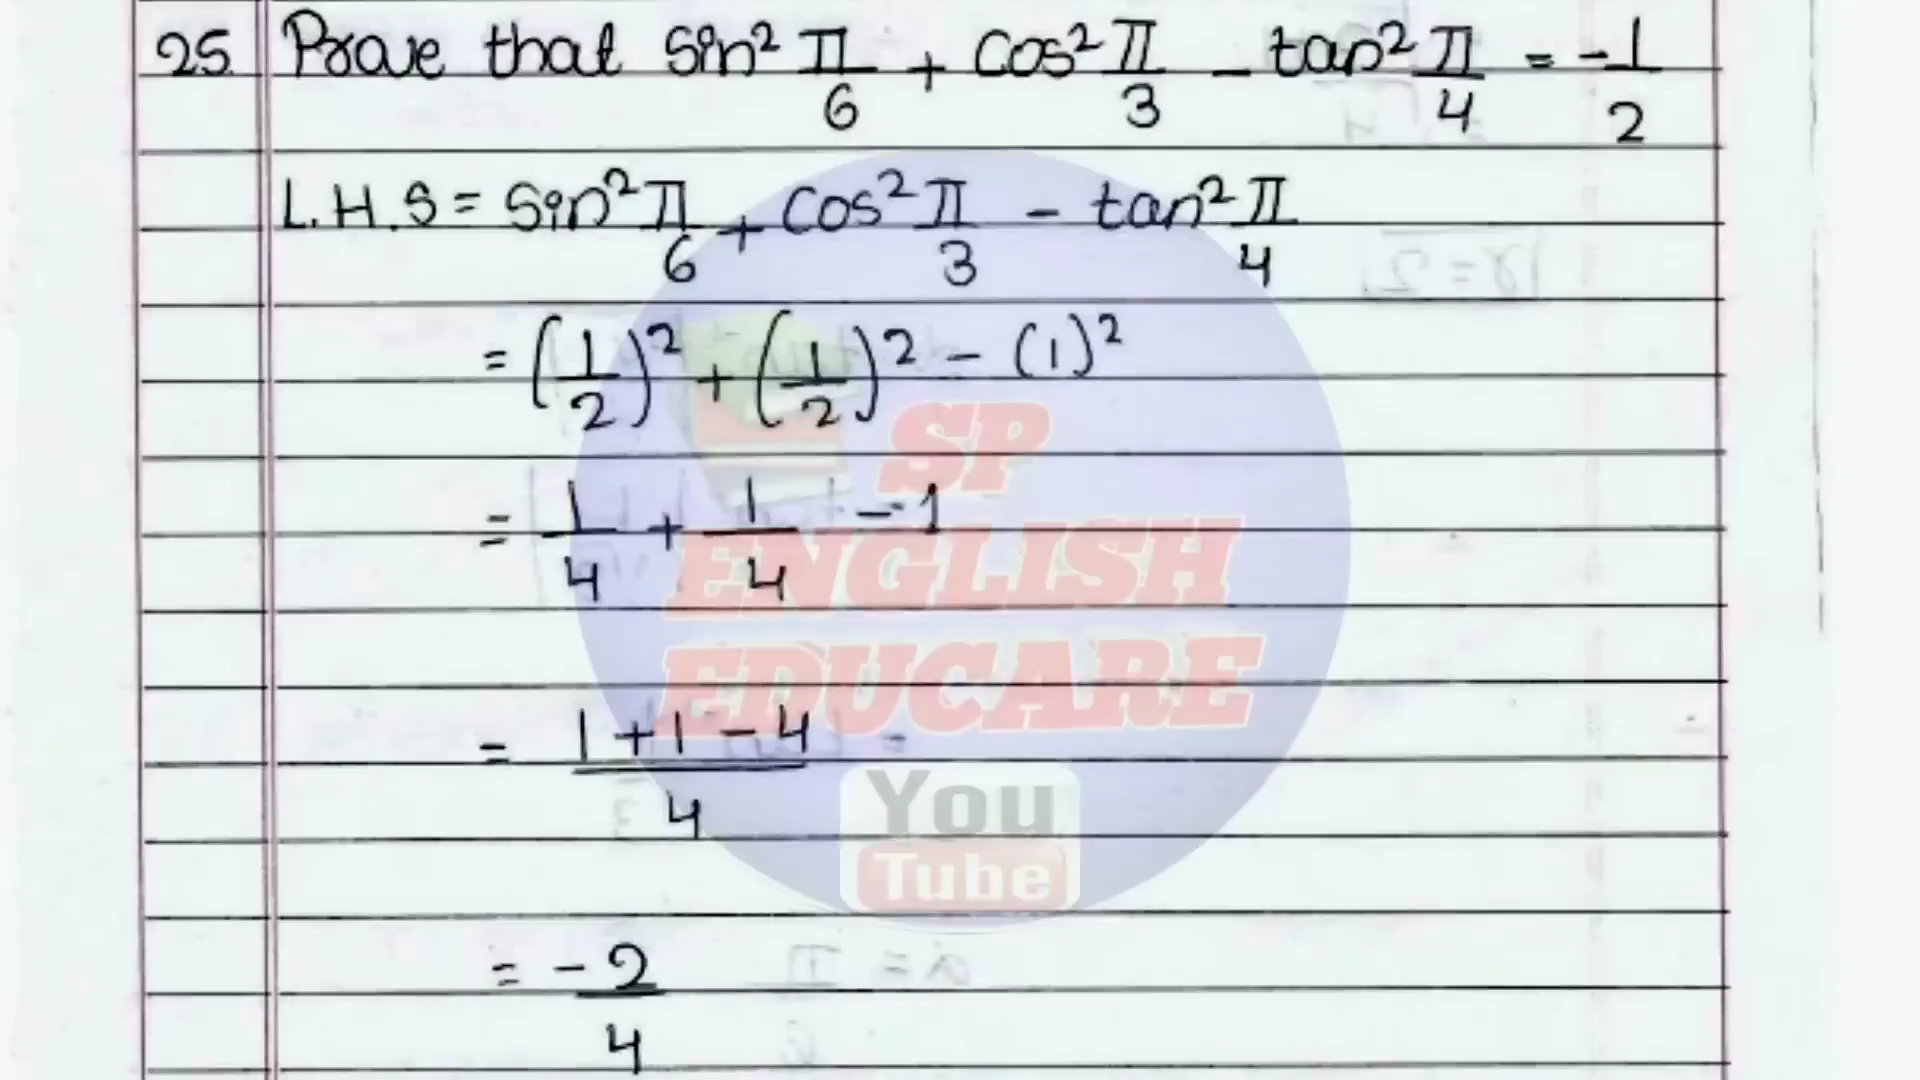 25. Prove that sin² π/6 + cos² π/3 - tan² π/4 = -1/2
L.H.S = sin² π/6 + cos² π/3 - tan² π/4
= (1/2)² + (1/2)² - (1)²
= 1/4 + 1/4 - 1
= 1+1-4/4
= -2/4
SP
ENGLISH
EDUCARE
You
Tube